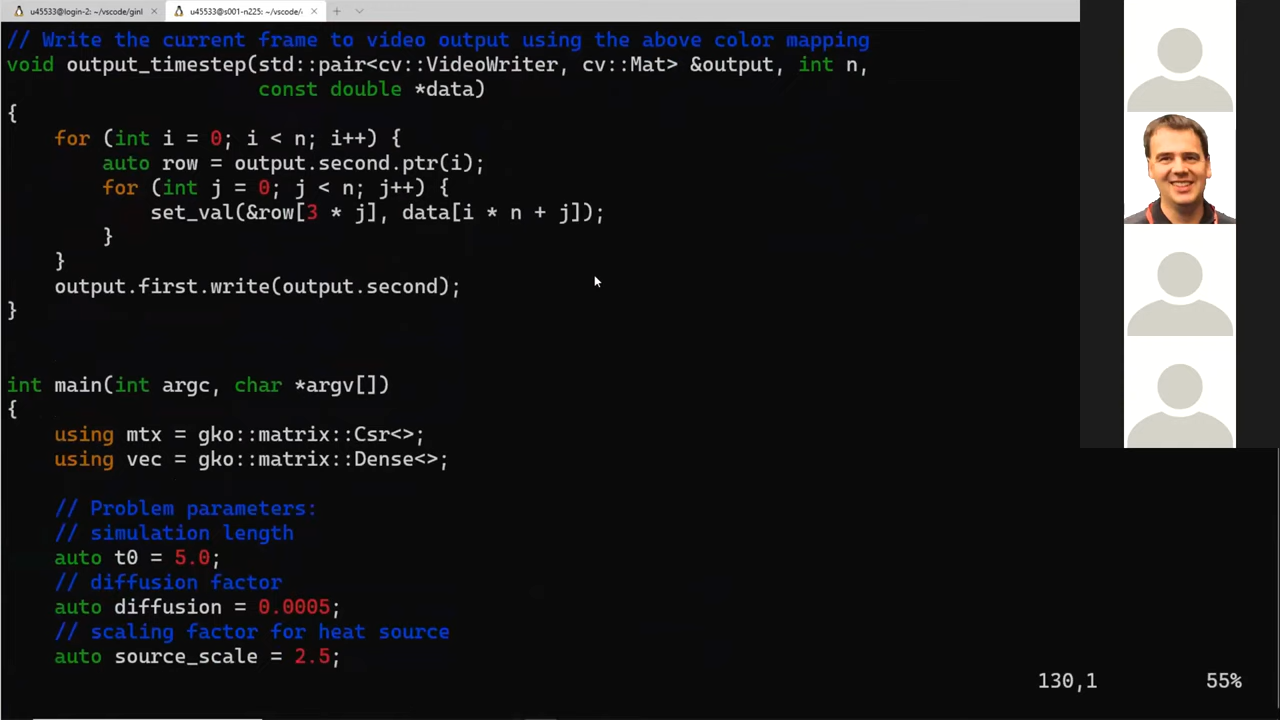 u45533@login-2: ~/vscode/ginl
u45533@s001-n225: ~/vscode/
// Write the current frame to video output using the above color mapping
void output_timestep(std::pair<cv::VideoWriter, cv::Mat> &output, int n,
const double *data)
{
for (int i = 0; i < n; i++) {
auto row = output.second.ptr(i);
for (int j = 0; j < n; j++) {
set_val(&row[3 * j], data[i * n + j]);
}
}
output.first.write(output.second);
}
int main(int argc, char *argv[])
{
using mtx = gko::matrix::Csr<>;
using vec = gko::matrix::Dense<>;
// Problem parameters:
// simulation length
auto t0 = 5.0;
// diffusion factor
auto diffusion = 0.0005;
// scaling factor for heat source
auto source_scale = 2.5;
130,1 55%